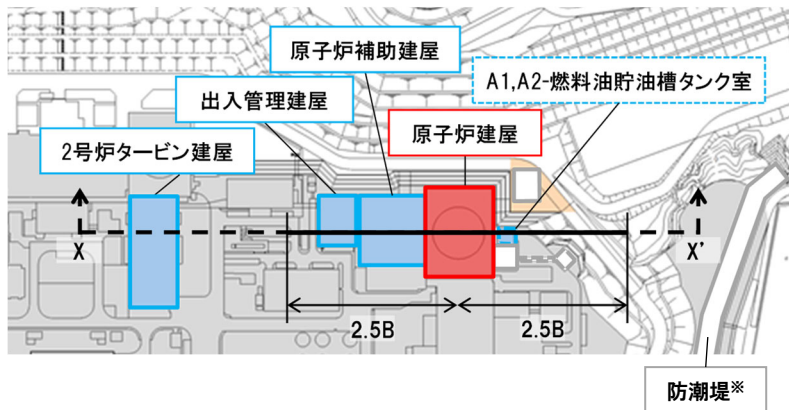 原子炉補助建屋
A1,A2-燃料油貯油槽タンク室
出入管理建屋
原子炉建屋
2号炉タービン建屋
X
X'
2.5B
2.5B
防潮堤※